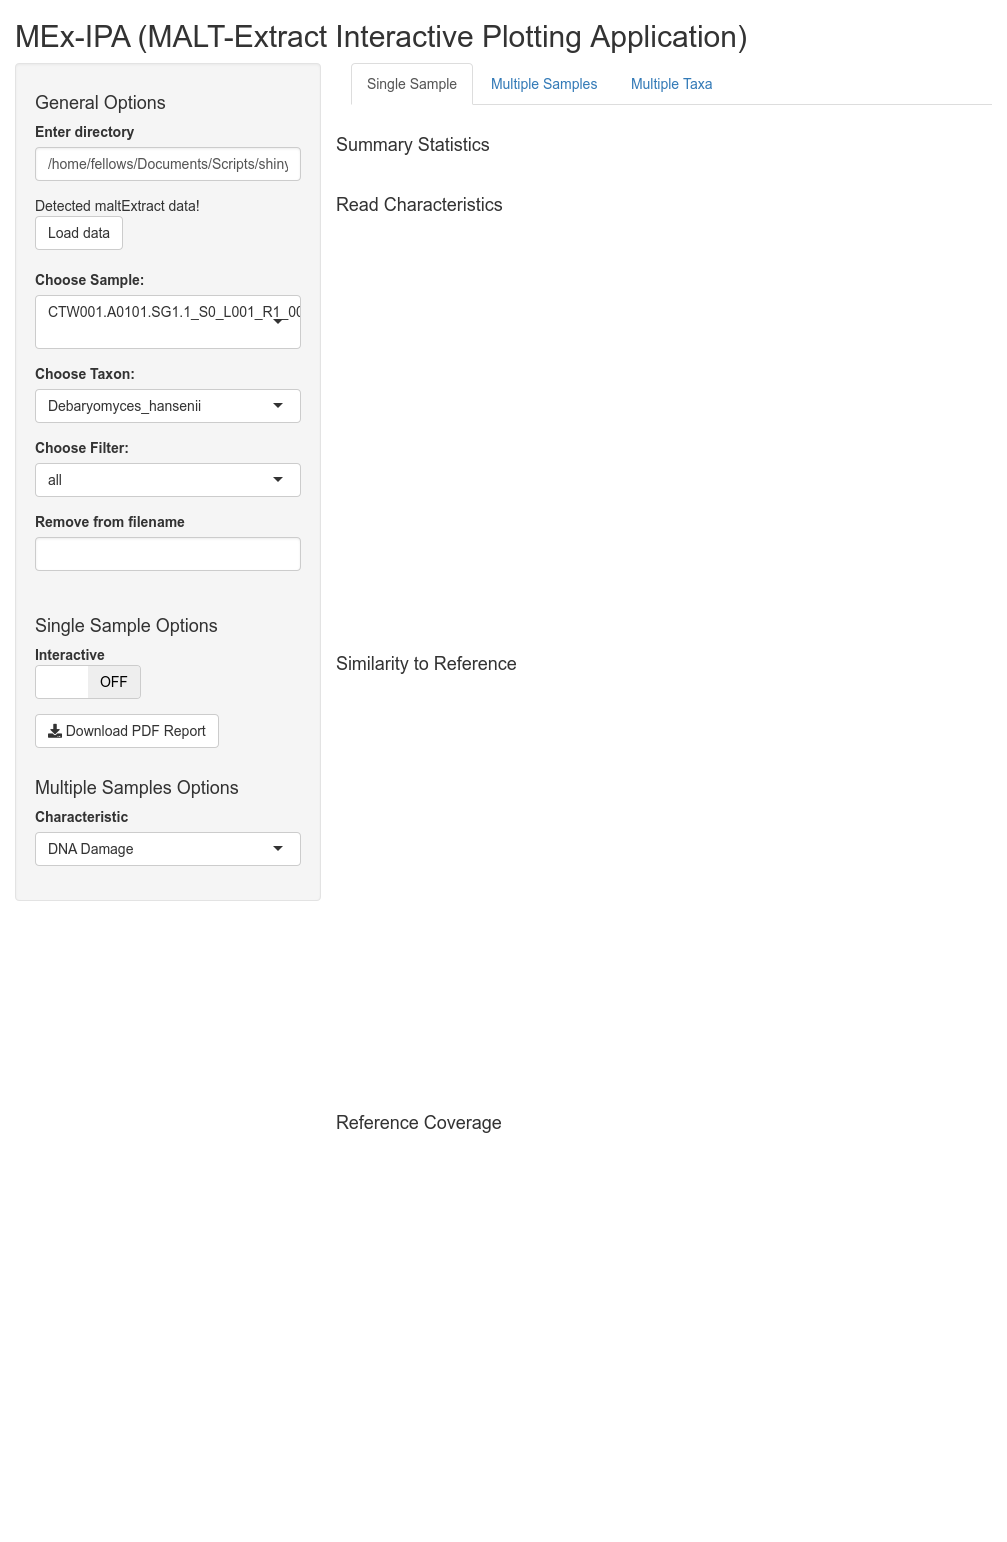 MEx-IPA (MALT-Extract Interactive Plotting Application)
General Options
Enter directory
/home/fellows/Documents/Scripts/shiny
Detected maltExtract data!
Load data
Choose Sample:
CTW001.A0101.SG1.1_S0_L001_R1_00
Choose Taxon:
Debaryomyces_hansenii
Choose Filter:
all
Remove from filename
Single Sample Options
Interactive
OFF
Download PDF Report
Multiple Samples Options
Characteristic
DNA Damage
Single Sample
Multiple Samples
Multiple Taxa
Summary Statistics
Read Characteristics
Similarity to Reference
Reference Coverage